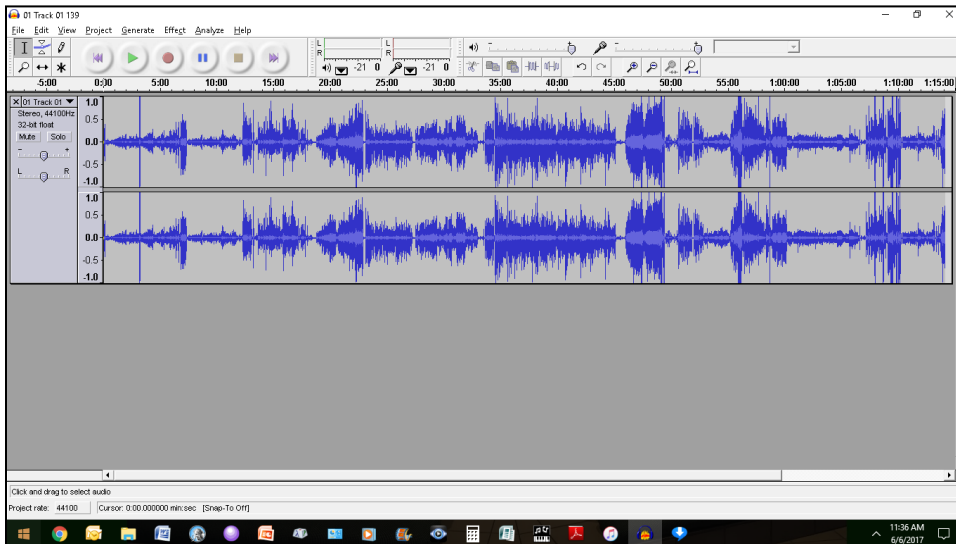 01 Track 01 139
File Edit View Project Generate Effect Analyze Help
L
R
L
R
-21 0
-21 0
- +
- +
-5:00 0:00 5:00 10:00 15:00 20:00 25:00 30:00 35:00 40:00 45:00 50:00 55:00 1:00:00 1:05:00 1:10:00 1:15:00
X 01 Track 01
Stereo, 44100Hz
32-bit float
Mute Solo
- +
L R
1.0
0.5
0.0
-0.5
-1.0
1.0
0.5
0.0
-0.5
-1.0
Click and drag to select audio
Project rate: 44100 Cursor: 0:00.000000 min:sec [Snap-To Off]
11:36 AM
6/6/2017